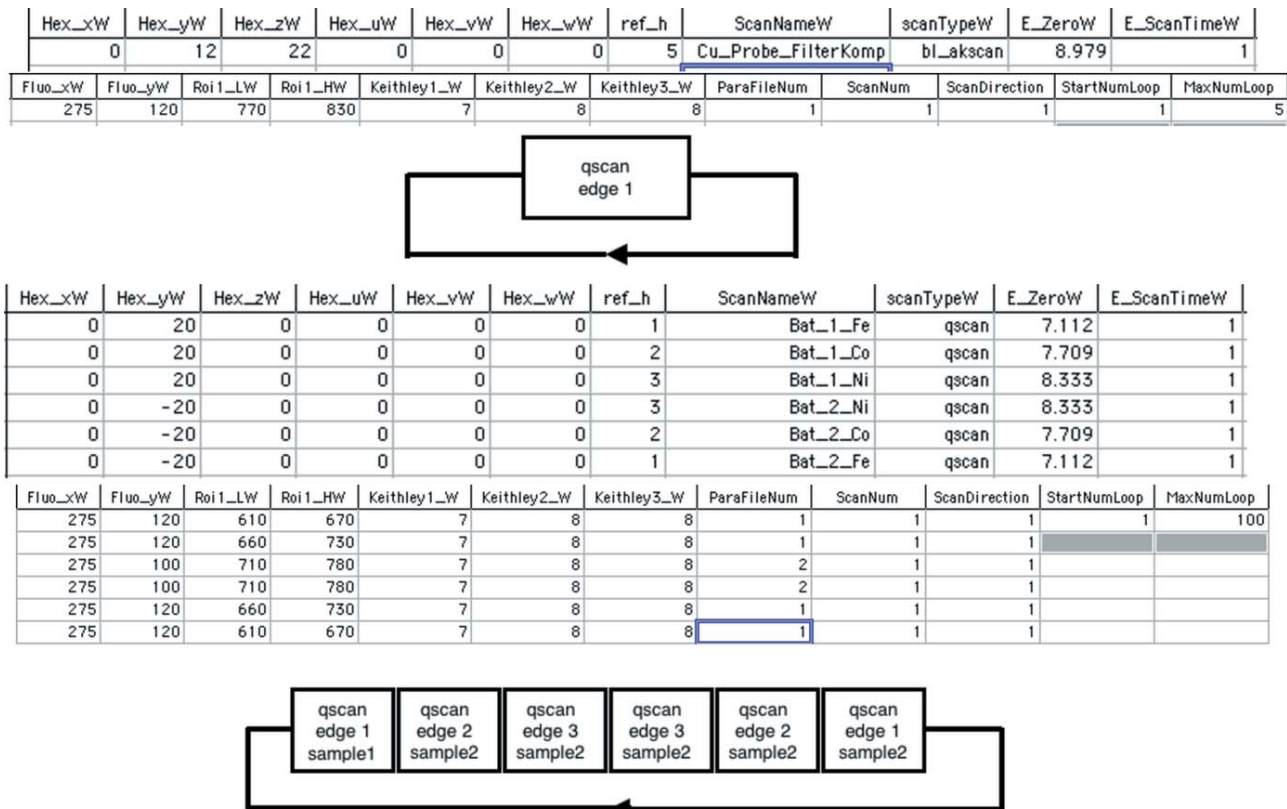 Hex_xW Hex_yW Hex_zW Hex_uW Hex_vW Hex_wW ref_h ScanNameW scanTypeW E_ZeroW E_ScanTimeW
0 12 22 0 0 0 5 Cu_Probe_FilterKomp bl_akscan 8.979 1
Fluo_xW Fluo_yW Roi1_LW Roi1_HW Keithley1_W Keithley2_W Keithley3_W ParaFileNum ScanNum ScanDirection StartNumLoop MaxNumLoop
275 120 770 830 7 8 8 1 1 1 1 5
qscan
edge 1
Hex_xW Hex_yW Hex_zW Hex_uW Hex_vW Hex_wW ref_h ScanNameW scanTypeW E_ZeroW E_ScanTimeW
0 20 0 0 0 0 1 Bat_1_Fe qscan 7.112 1
0 20 0 0 0 0 2 Bat_1_Co qscan 7.709 1
0 20 0 0 0 0 3 Bat_1_Ni qscan 8.333 1
0 -20 0 0 0 0 3 Bat_2_Ni qscan 8.333 1
0 -20 0 0 0 0 2 Bat_2_Co qscan 7.709 1
0 -20 0 0 0 0 1 Bat_2_Fe qscan 7.112 1
Fluo_xW Fluo_yW Roi1_LW Roi1_HW Keithley1_W Keithley2_W Keithley3_W ParaFileNum ScanNum ScanDirection StartNumLoop MaxNumLoop
275 120 610 670 7 8 8 1 1 1 1 100
275 120 660 730 7 8 8 1 1 1
275 100 710 780 7 8 8 2 1 1
275 100 710 780 7 8 8 2 1 1
275 120 660 730 7 8 8 1 1 1
275 120 610 670 7 8 8 1 1 1
qscan qscan qscan qscan qscan qscan
edge 1 edge 2 edge 3 edge 3 edge 2 edge 1
sample1 sample2 sample2 sample2 sample2 sample2